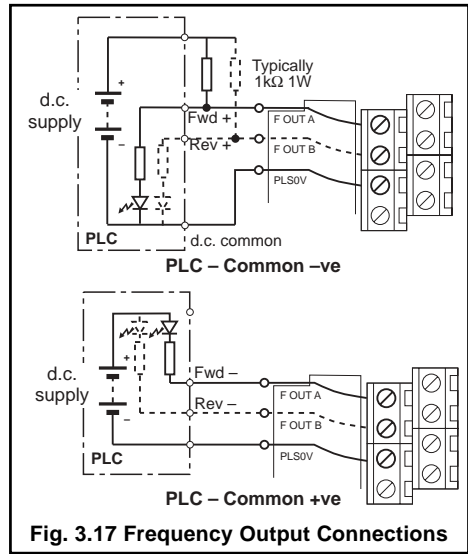 Typically
1kΩ 1W
+
d.c.
supply
–
Fwd +
F OUT A
Rev +
F OUT B
PLS0V
PLC
d.c. common
PLC – Common –ve
+
d.c.
supply
–
Fwd –
F OUT A
Rev –
F OUT B
PLS0V
PLC
PLC – Common +ve
Fig. 3.17 Frequency Output Connections